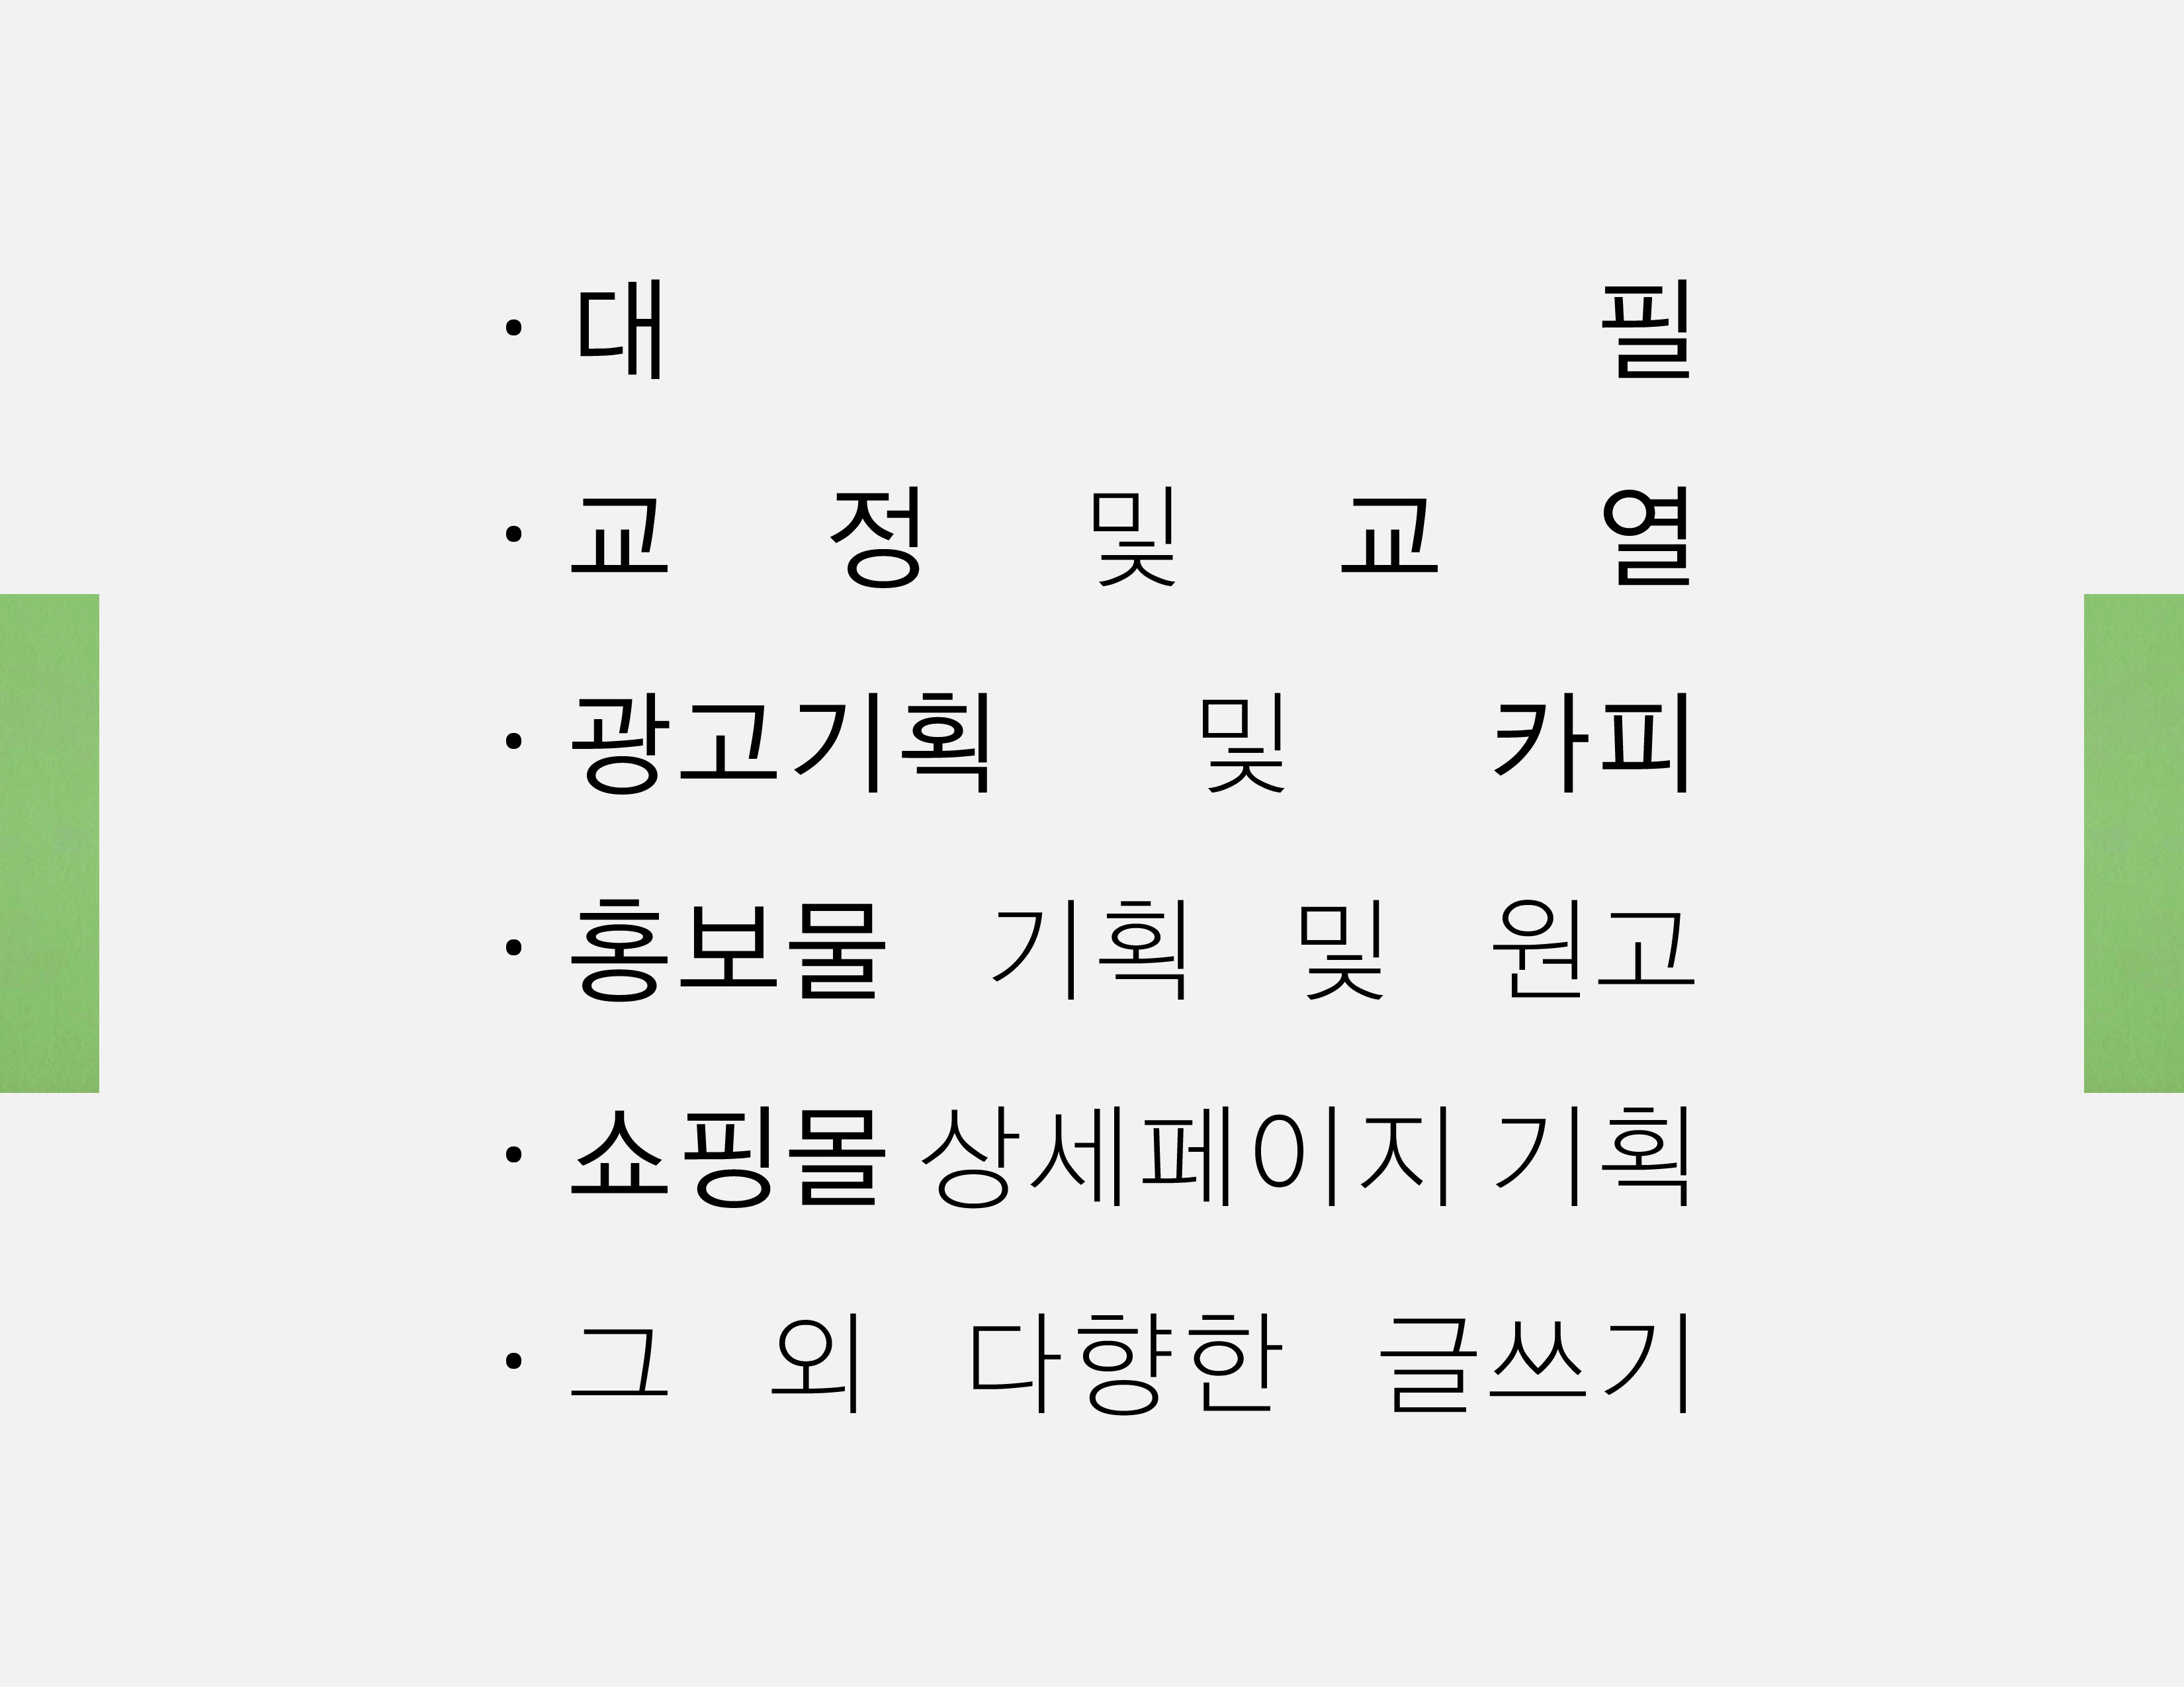 · 대 필
· 교 정 및 교 열
· 광고기획 및 카피
· 홍보물 기획 및 원고
· 쇼핑몰 상세페이지 기획
· 그 외 다향한 글쓰기